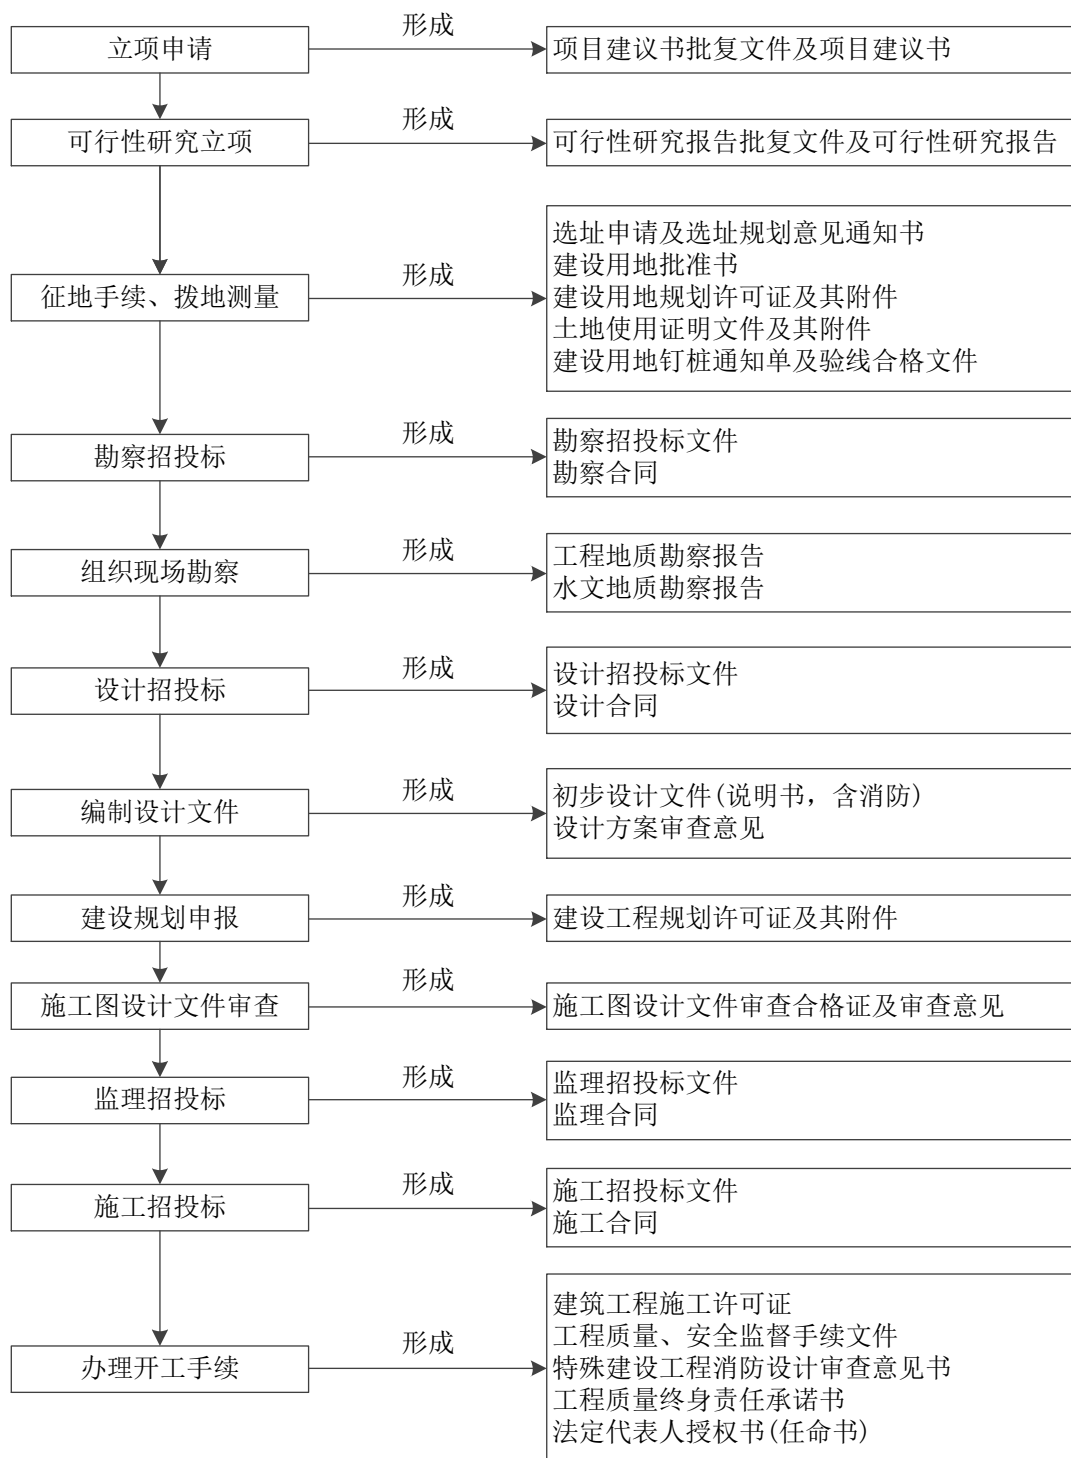 立项申请
形成
项目建议书批复文件及项目建议书
可行性研究立项
形成
可行性研究报告批复文件及可行性研究报告
征地手续、拨地测量
形成
选址申请及选址规划意见通知书
建设用地批准书
建设用地规划许可证及其附件
土地使用证明文件及其附件
建设用地钉桩通知单及验线合格文件
勘察招投标
形成
勘察招投标文件
勘察合同
组织现场勘察
形成
工程地质勘察报告
水文地质勘察报告
设计招投标
形成
设计招投标文件
设计合同
编制设计文件
形成
初步设计文件(说明书，含消防)
设计方案审查意见
建设规划申报
形成
建设工程规划许可证及其附件
施工图设计文件审查
形成
施工图设计文件审查合格证及审查意见
监理招投标
形成
监理招投标文件
监理合同
施工招投标
形成
施工招投标文件
施工合同
办理开工手续
形成
建筑工程施工许可证
工程质量、安全监督手续文件
特殊建设工程消防设计审查意见书
工程质量终身责任承诺书
法定代表人授权书(任命书)